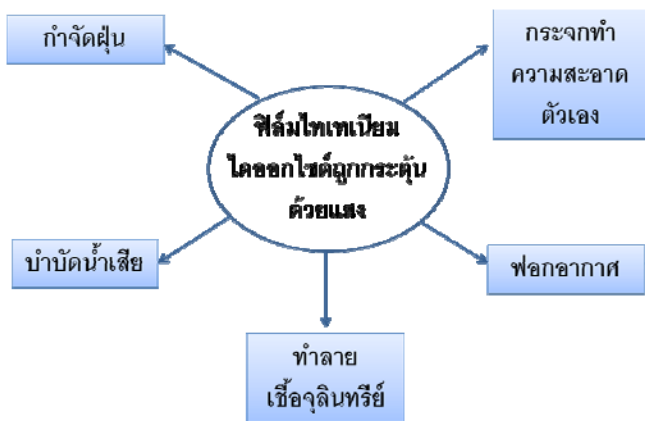 กำจัดฝุ่น
กระจกทำ
ความสะอาด
ตัวเอง
ฟิล์มไทเทเนียม
ไดออกไซด์ถูกกระตุ้น
ด้วยแสง
บำบัดน้ำเสีย
ฟอกอากาศ
ทำลาย
เชื้อจุลินทรีย์